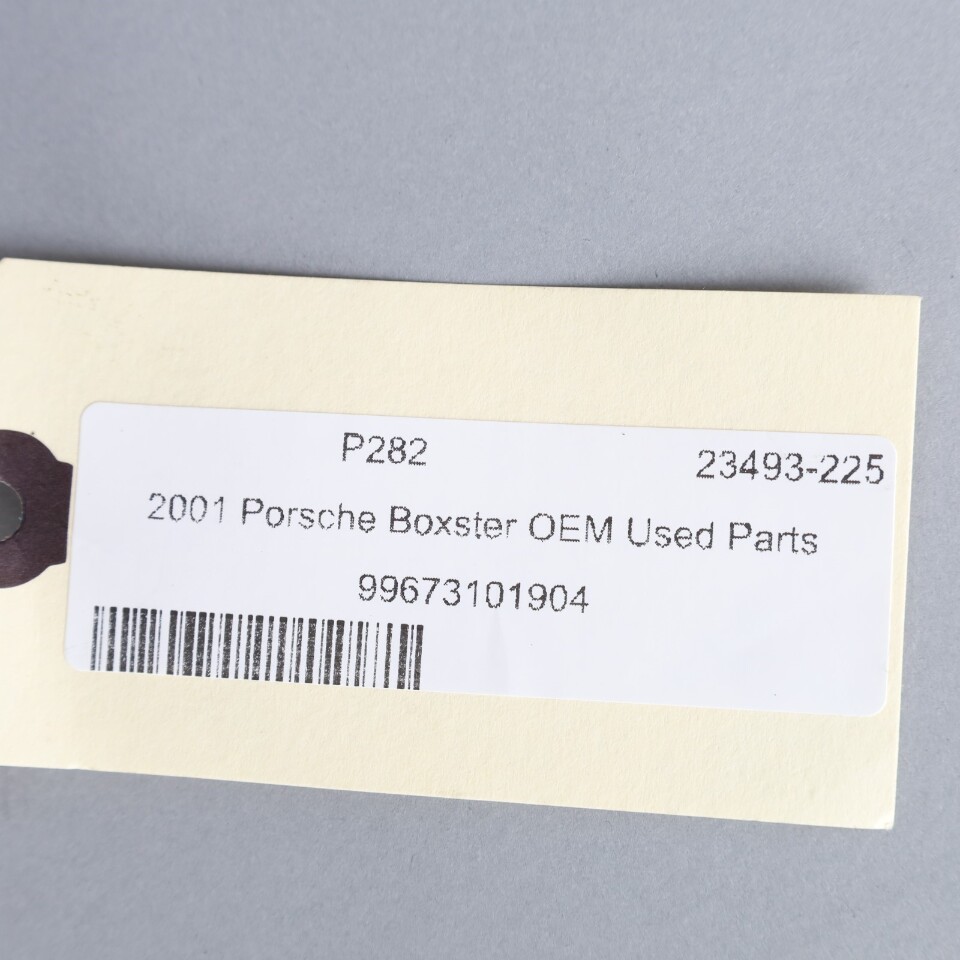 P282 23493-225
2001 Porsche Boxster OEM Used Parts
99673101904